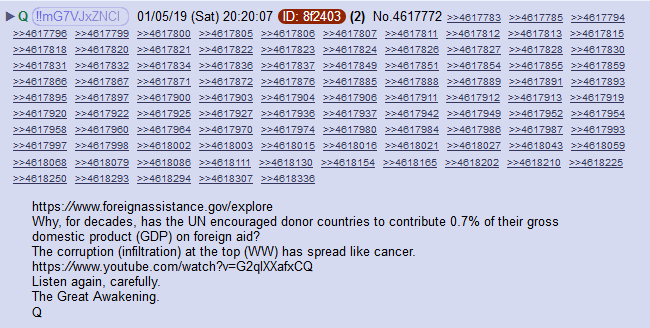 ▶ Q !!mG7VJxZNCI 01/05/19 (Sat) 20:20:07 ID: 8f2403 (2) No.4617772 >>4617783 >>4617785 >>4617794
>>4617796 >>4617799 >>4617800 >>4617805 >>4617806 >>4617807 >>4617811 >>4617812 >>4617813 >>4617815
>>4617818 >>4617820 >>4617821 >>4617822 >>4617823 >>4617824 >>4617826 >>4617827 >>4617828 >>4617830
>>4617831 >>4617832 >>4617834 >>4617836 >>4617837 >>4617849 >>4617851 >>4617854 >>4617855 >>4617859
>>4617866 >>4617867 >>4617871 >>4617872 >>4617876 >>4617885 >>4617888 >>4617889 >>4617891 >>4617893
>>4617895 >>4617897 >>4617900 >>4617903 >>4617904 >>4617906 >>4617911 >>4617912 >>4617913 >>4617919
>>4617920 >>4617922 >>4617925 >>4617927 >>4617936 >>4617937 >>4617942 >>4617949 >>4617952 >>4617954
>>4617958 >>4617960 >>4617964 >>4617970 >>4617974 >>4617980 >>4617984 >>4617986 >>4617987 >>4617993
>>4617997 >>4617998 >>4618002 >>4618003 >>4618015 >>4618016 >>4618021 >>4618027 >>4618043 >>4618059
>>4618068 >>4618079 >>4618086 >>4618111 >>4618130 >>4618154 >>4618165 >>4618202 >>4618210 >>4618225
>>4618250 >>4618293 >>4618294 >>4618307 >>4618336
https://www.foreignassistance.gov/explore
Why, for decades, has the UN encouraged donor countries to contribute 0.7% of their gross
domestic product (GDP) on foreign aid?
The corruption (infiltration) at the top (WW) has spread like cancer.
https://www.youtube.com/watch?v=G2qIXXafxCQ
Listen again, carefully.
The Great Awakening.
Q